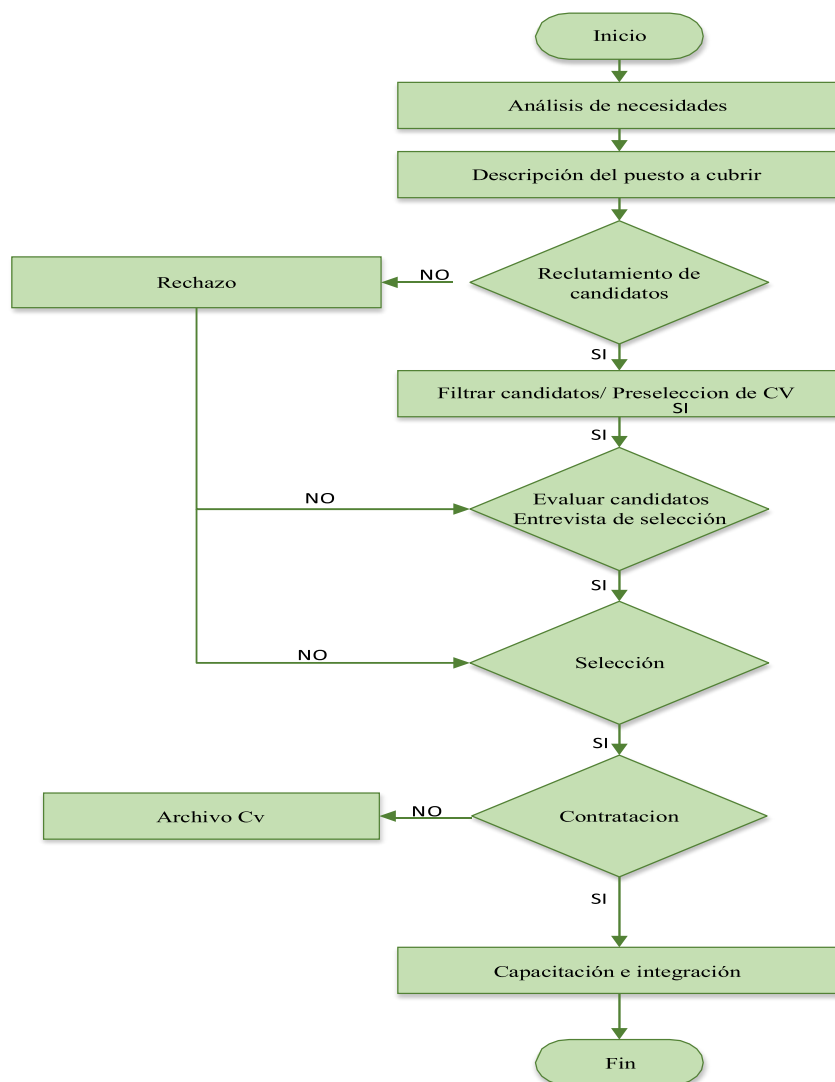 Inicio
Análisis de necesidades
Descripción del puesto a cubrir
Reclutamiento de
candidatos
NO
Rechazo
SI
Filtrar candidatos/ Preseleccion de CV
SI
SI
Evaluar candidatos
Entrevista de selección
NO
SI
Selección
NO
SI
Contratacion
NO
Archivo Cv
SI
Capacitación e integración
Fin